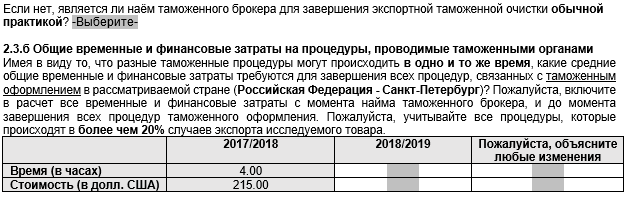 Если нет, является ли наём таможенного брокера для завершения экспортной таможенной очистки обычной
практикой? -Выберите-
2.3.б Общие временные и финансовые затраты на процедуры, проводимые таможенными органами
Имея в виду то, что разные таможенные процедуры могут происходить в одно и то же время, какие средние
общие временные и финансовые затраты требуются для завершения всех процедур, связанных с таможенным
оформлением в рассматриваемой стране (Российская Федерация - Санкт-Петербург)? Пожалуйста, включите
в расчет все временные и финансовые затраты с момента найма таможенного брокера, и до момента
завершения всех процедур таможенного оформления. Пожалуйста, учитывайте все процедуры, которые
происходят в более чем 20% случаев экспорта исследуемого товара.
2017/2018 2018/2019 Пожалуйста, объясните
любые изменения
Время (в часах) 4.00
Стоимость (в долл. США) 215.00